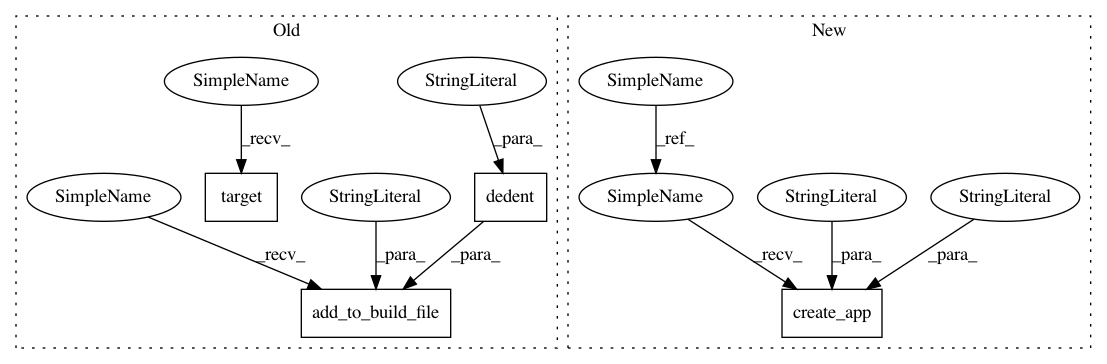 Old
New
SimpleName
StringLiteral
SimpleName
_recv_
_para_
_ref_
SimpleName
target
StringLiteral
dedent
SimpleName
StringLiteral
StringLiteral
_recv_
_para_
_para_
_recv_
_para_
_para_
add_to_build_file
create_app